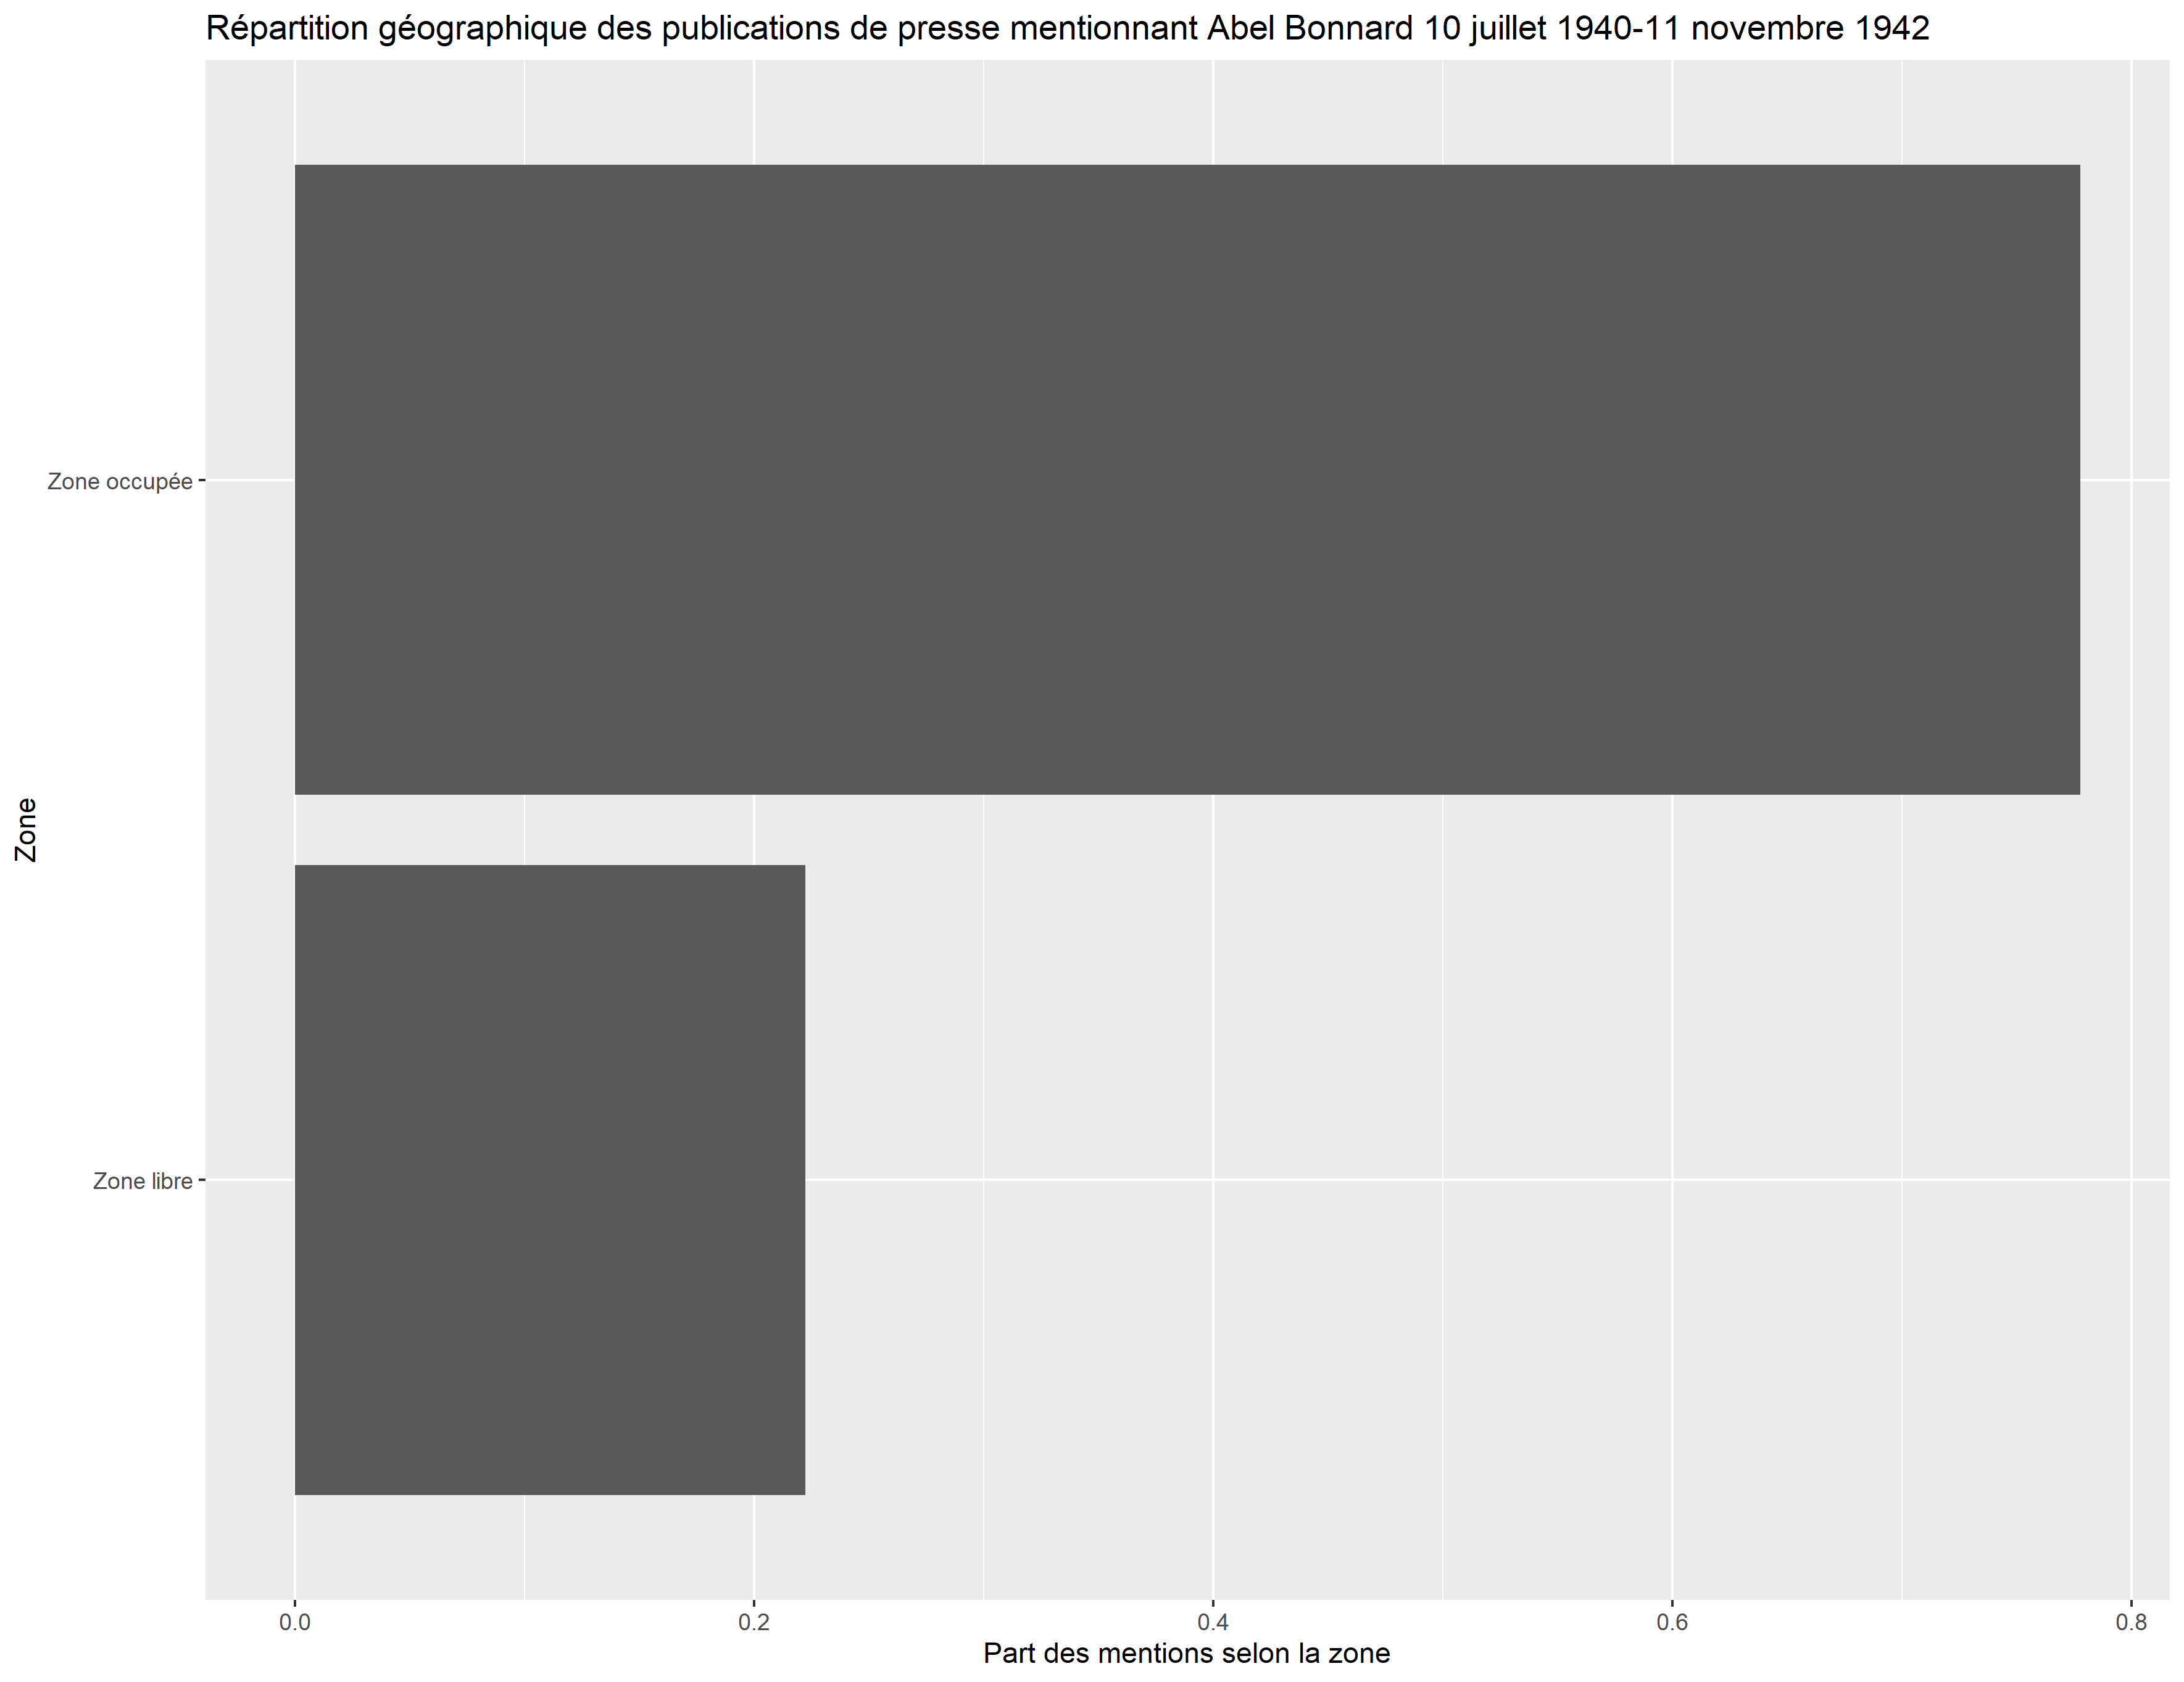 Répartition géographique des publications de presse mentionnant Abel Bonnard 10 juillet 1940-11 novembre 1942
Zone
Zone occupée
Zone libre
0.0 0.2 0.4 0.6 0.8
Part des mentions selon la zone